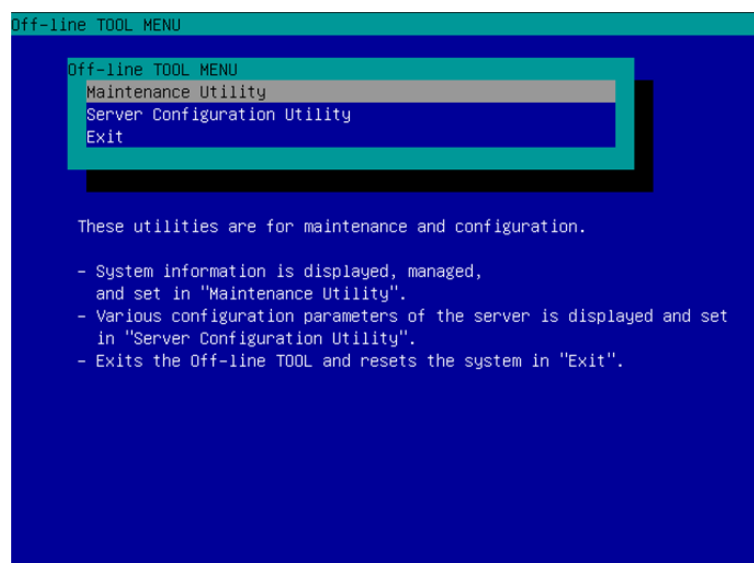 Off-line TOOL MENU
Off-line TOOL MENU
Maintenance Utility
Server Configuration Utility
Exit
These utilities are for maintenance and configuration.
- System information is displayed, managed,
and set in "Maintenance Utility".
- Various configuration parameters of the server is displayed and set
in "Server Configuration Utility".
- Exits the Off-line TOOL and resets the system in "Exit".